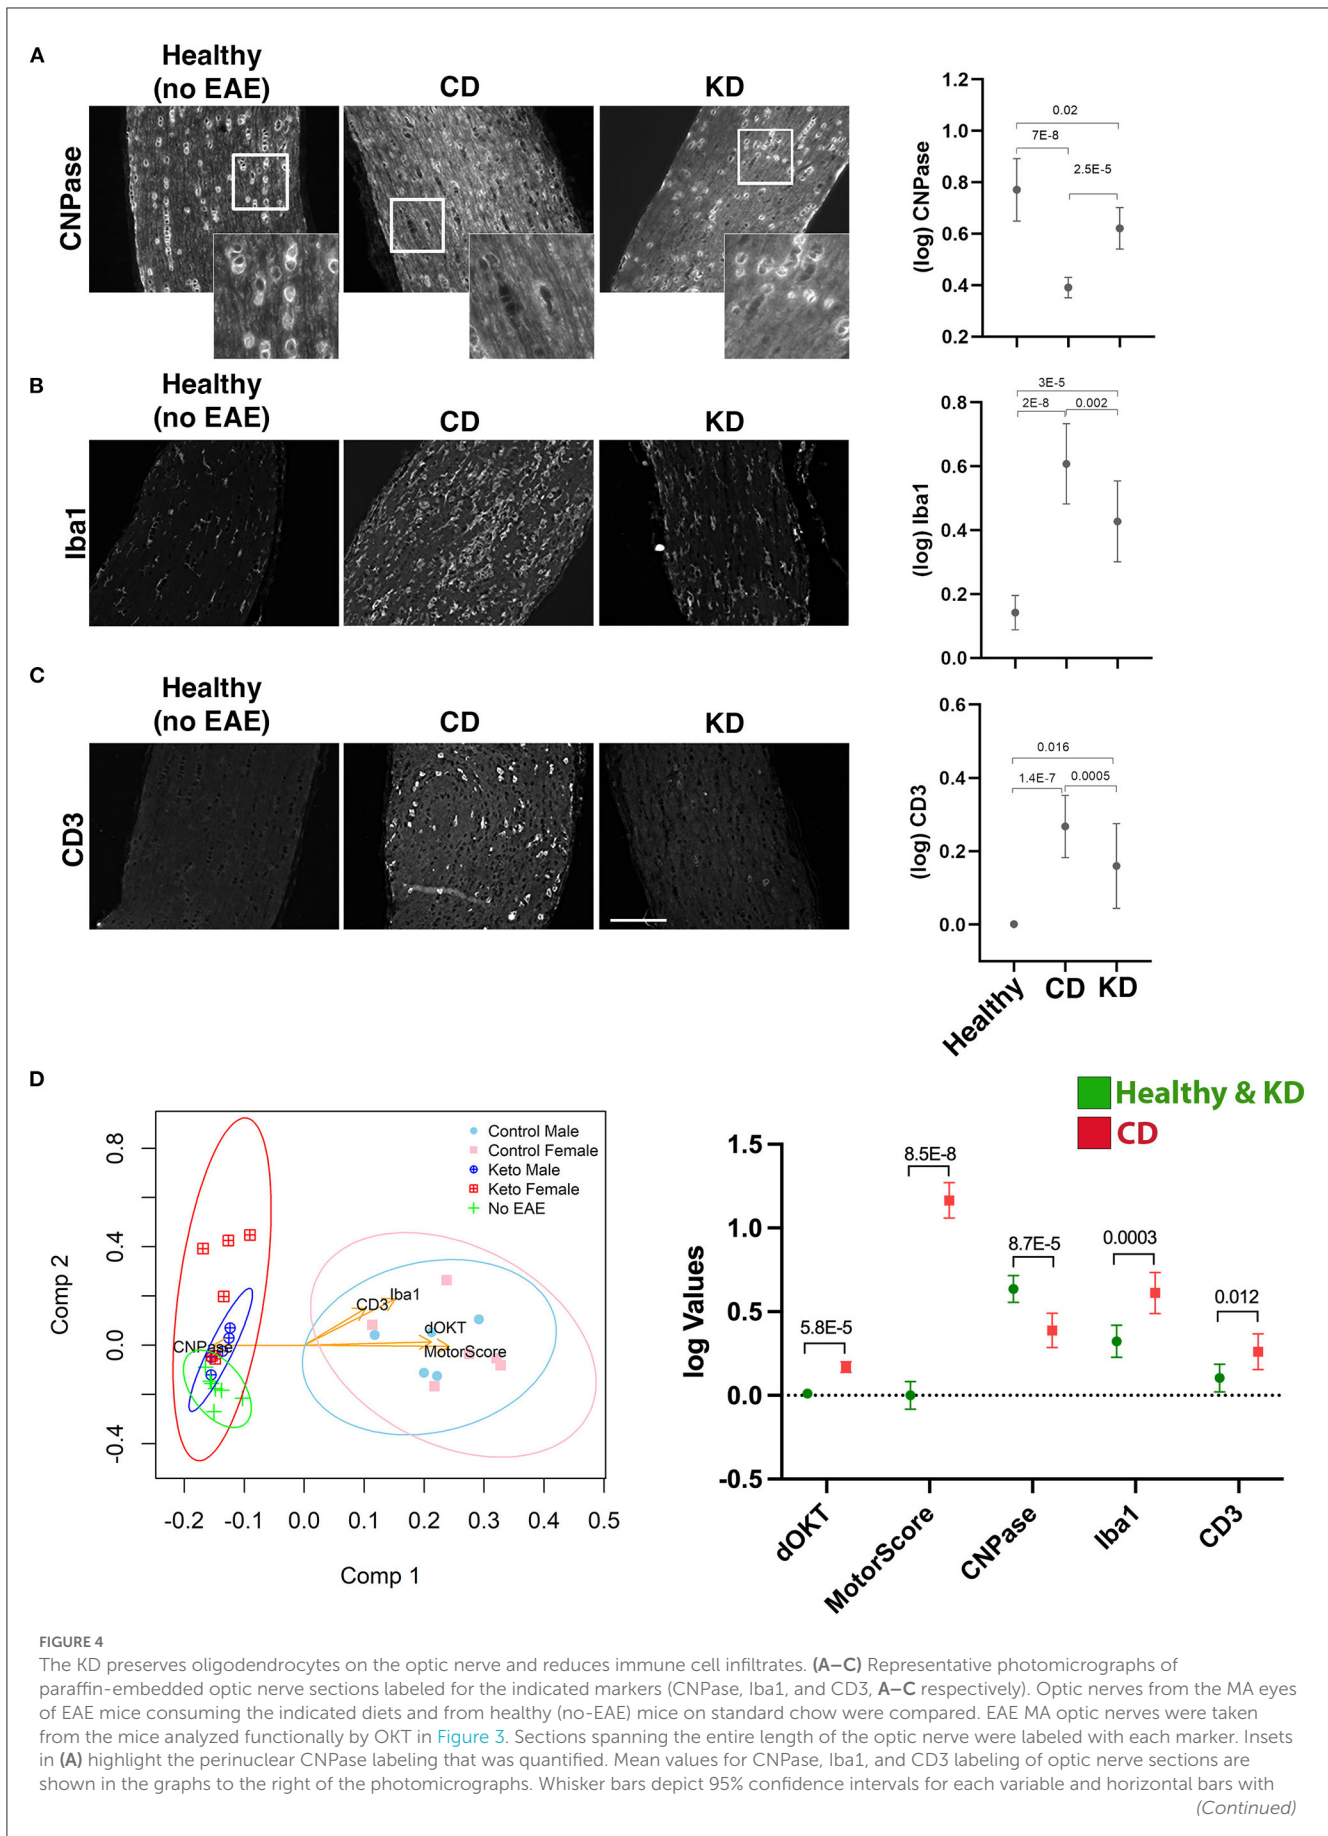 A
Healthy
(no EAE)
CD
KD
CNPase
1.2
1.0
0.8
0.6
0.4
0.2
(log) CNPase
0.02
7E-8
2.5E-5
B
Healthy
(no EAE)
CD
KD
Iba1
0.8
0.6
0.4
0.2
0.0
(log) Iba1
3E-5
2E-8
0.002
C
Healthy
(no EAE)
CD
KD
CD3
0.6
0.4
0.2
0.0
(log) CD3
0.016
1.4E-7
0.0005
Healthy
CD
KD
D
Control Male
Control Female
Keto Male
Keto Female
No EAE
0.8
0.4
0.0
-0.4
Comp 2
CD3
Iba1
dOKT
MotorScore
CNPase
-0.2
-0.1
0.0
0.1
0.2
0.3
0.4
0.5
Comp 1
Healthy & KD
CD
1.5
1.0
0.5
0.0
-0.5
log Values
5.8E-5
8.5E-8
8.7E-5
0.0003
0.012
dOKT
MotorScore
CNPase
Iba1
CD3
FIGURE 4
The KD preserves oligodendrocytes on the optic nerve and reduces immune cell infiltrates. (A–C) Representative photomicrographs of
paraffin-embedded optic nerve sections labeled for the indicated markers (CNPase, Iba1, and CD3, A–C respectively). Optic nerves from the MA eyes
of EAE mice consuming the indicated diets and from healthy (no-EAE) mice on standard chow were compared. EAE MA optic nerves were taken
from the mice analyzed functionally by OKT in Figure 3. Sections spanning the entire length of the optic nerve were labeled with each marker. Insets
in (A) highlight the perinuclear CNPase labeling that was quantified. Mean values for CNPase, Iba1, and CD3 labeling of optic nerve sections are
shown in the graphs to the right of the photomicrographs. Whisker bars depict 95% confidence intervals for each variable and horizontal bars with
(Continued)